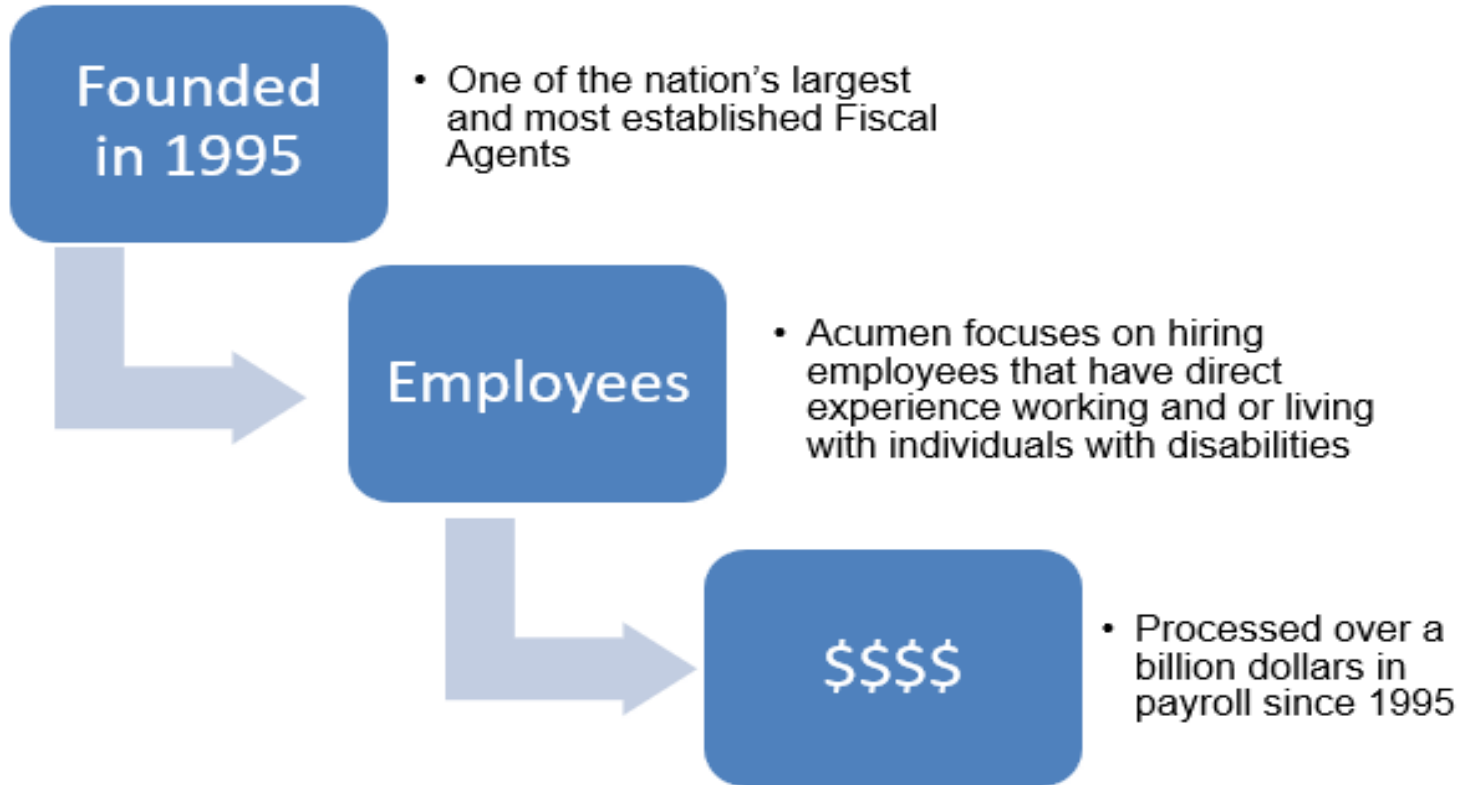 Founded
in 1995
• One of the nation’s largest
and most established Fiscal
Agents
Employees
• Acumen focuses on hiring
employees that have direct
experience working and or living
with individuals with disabilities
$$$$
• Processed over a
billion dollars in
payroll since 1995